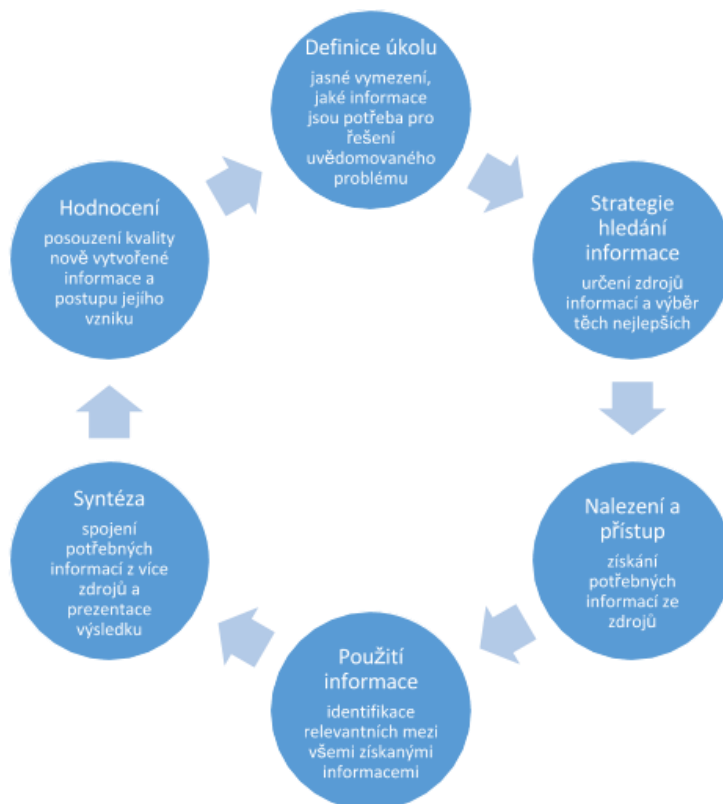 Definice úkolu
jasné vymezení,
jaké informace
jsou potřeba pro
řešení
uvědomovaného
problému
Strategie
hledání
informace
určení zdrojů
informací a výběr
těch nejlepších
Nalezení a
přístup
získání
potřebných
informací ze
zdrojů
Použití
informace
identifikace
relevantních mezi
všemi získanými
informacemi
Syntéza
spojení
potřebných
informací z více
zdrojů a
prezentace
výsledku
Hodnocení
posouzení kvality
nově vytvořené
informace a
postupu jejího
vzniku